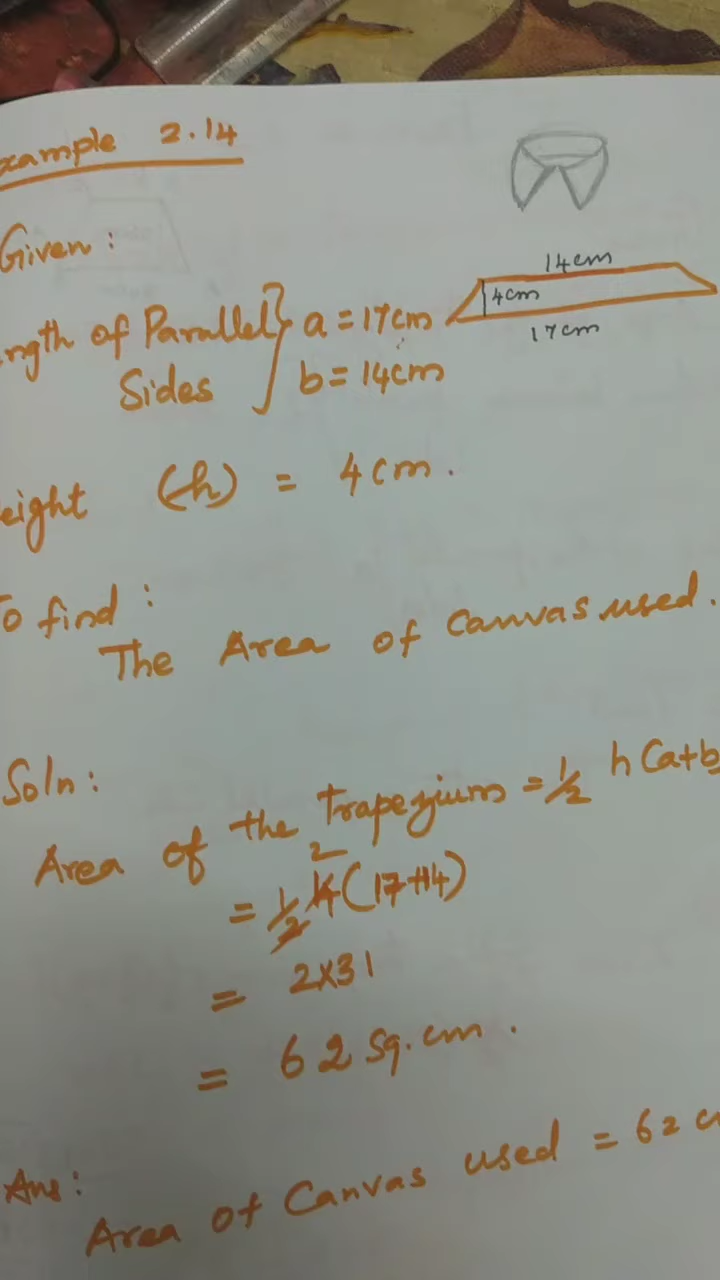 xample 2.14
Given:
14cm
4cm
17cm
ngth of Parallel } a = 17cm
Sides } b = 14cm
eight (h) = 4cm.
To find:
The Area of Canvas used.
Soln:
Area of the Trapezium = 1/2 h (a+b
2
= 1/2 4 (17+14)
= 2x31
= 62 sq.cm.
Ans:
Area of Canvas used = 62 c